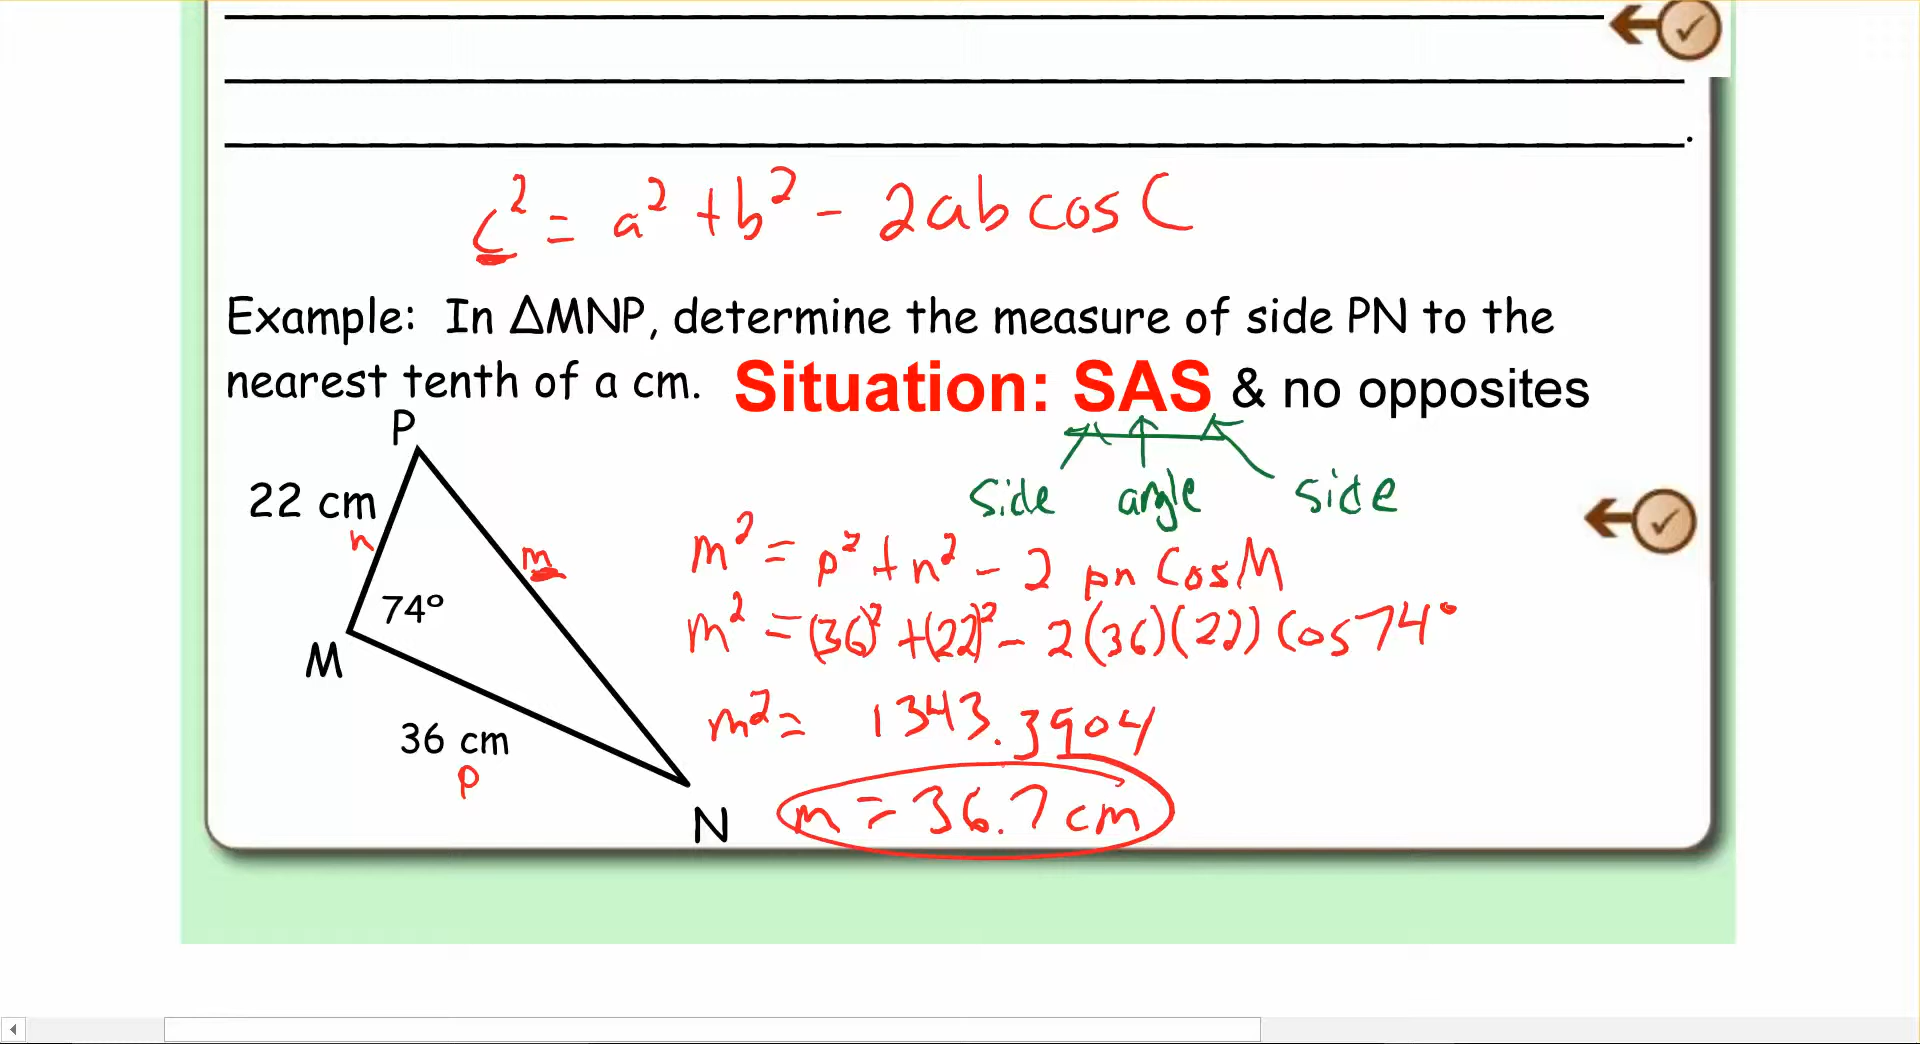 c² = a² + b² - 2ab cos C
Example: In ΔMNP, determine the measure of side PN to the
nearest tenth of a cm. Situation: SAS & no opposites
P
22 cm
n
m
74°
M
36 cm
p
N
side angle side
m² = p² + n² - 2 pn Cos M
m² = (36)² + (22)² - 2(36)(22) Cos 74°
m² = 1343.3904
m = 36.7 cm